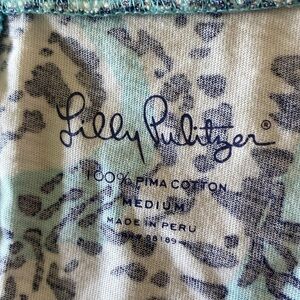 Lilly Pulitzer®
100% PIMA COTTON
MEDIUM
MADE IN PERU